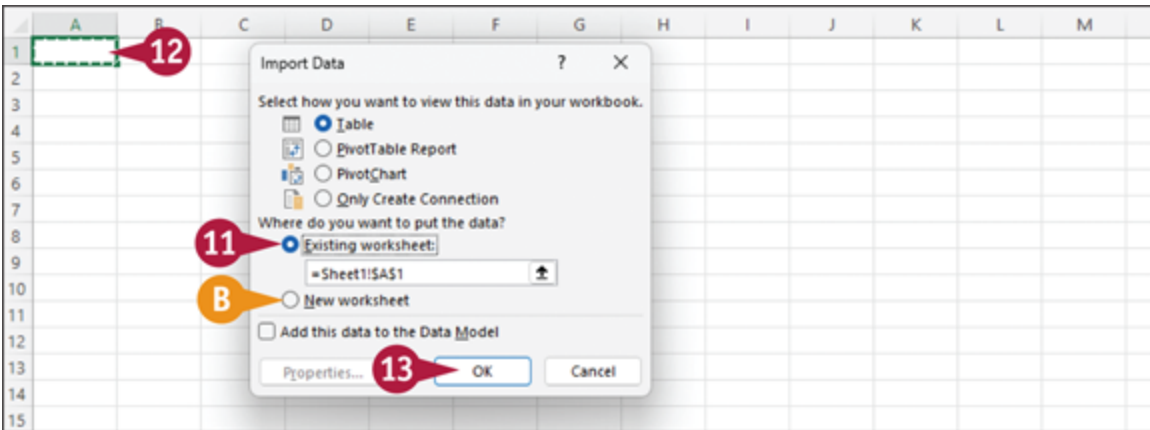 A B C D E F G H I J K L M
1
12
Import Data ? ×
2
3
Select how you want to view this data in your workbook.
4
Table
5
PivotTable Report
6
PivotChart
7
Only Create Connection
8
Where do you want to put the data?
11
Existing worksheet:
9
=Sheet1!$A$1
10
B
New worksheet
11
12
Add this data to the Data Model
13
Properties...
13
OK
Cancel
14
15